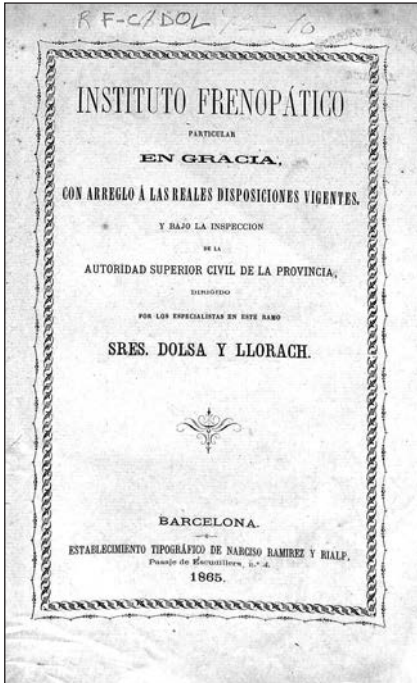 R F-C/DOL
INSTITUTO FRENOPÁTICO
PARTICULAR
EN GRACIA,
CON ARREGLO Á LAS REALES DISPOSICIONES VIGENTES.
Y BAJO LA INSPECCION
DE LA
AUTORIDAD SUPERIOR CIVIL DE LA PROVINCIA,
DIRIGIDO
POR LOS ESPECIALISTAS EN ESTE RAMO
SRES. DOLSA Y LLORACH.
BARCELONA.
ESTABLECIMIENTO TIPOGRÁFICO DE NARCISO RAMIREZ Y RIALP,
Pasaje de Escudillers, n.º 4.
1865.